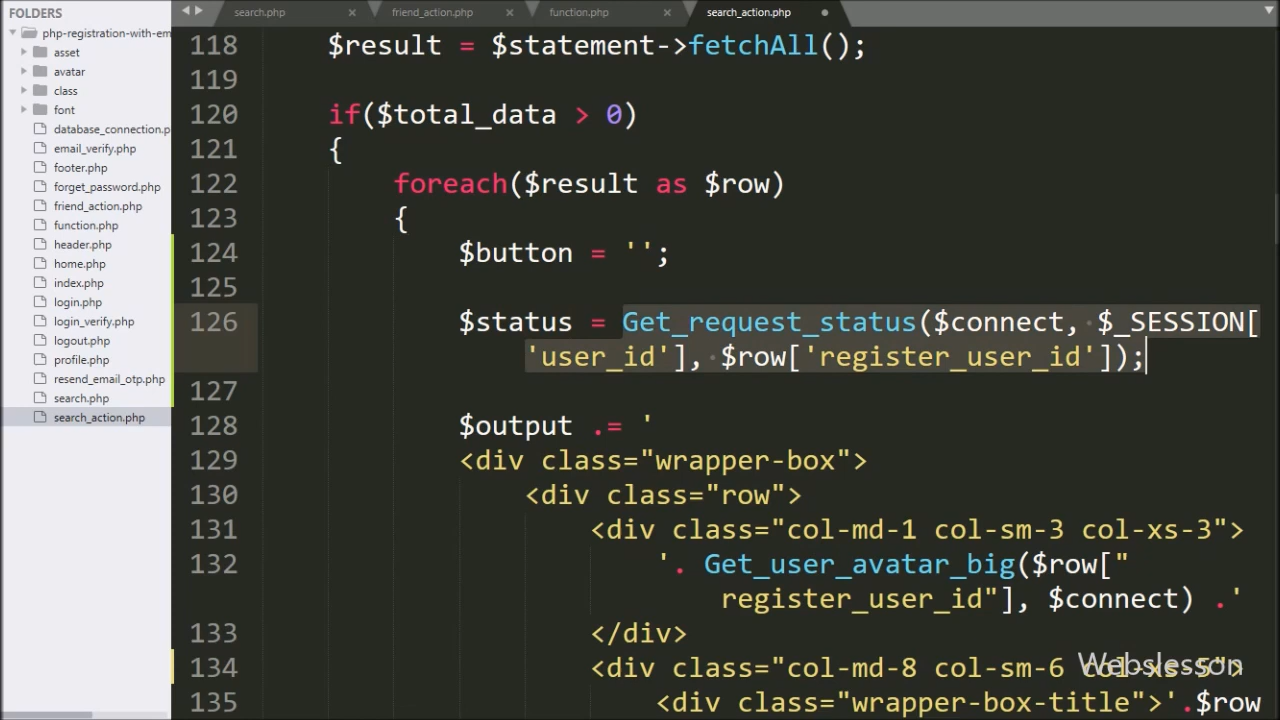 FOLDERS
php-registration-with-em
asset
avatar
class
font
database_connection.p
email_verify.php
footer.php
forget_password.php
friend_action.php
function.php
header.php
home.php
index.php
login.php
login_verify.php
logout.php
profile.php
resend_email_otp.php
search.php
search_action.php
search.php × friend_action.php × function.php × search_action.php
118 $result = $statement->fetchAll();
119
120 if($total_data > 0)
121 {
122 foreach($result as $row)
123 {
124 $button = '';
125
126 $status = Get_request_status($connect, $_SESSION[
'user_id'], $row['register_user_id']);
127
128 $output .= '
129 <div class="wrapper-box">
130 <div class="row">
131 <div class="col-md-1 col-sm-3 col-xs-3">
132 '. Get_user_avatar_big($row["
register_user_id"], $connect) .'
133 </div>
134 <div class="col-md-8 col-sm-6 col-xs-5">
Webslesson
135 <div class="wrapper-box-title">'.$row